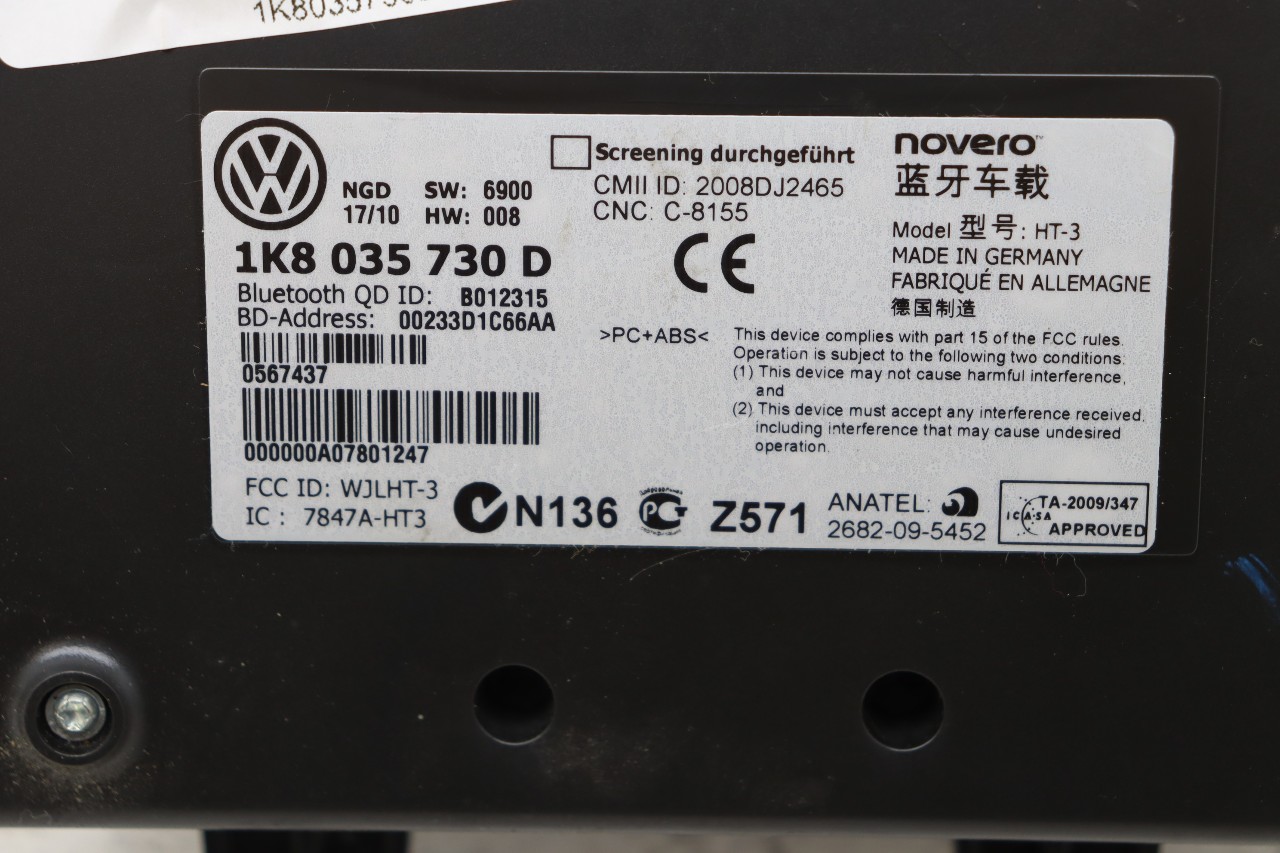 NGD SW: 6900
17/10 HW: 008
1K8 035 730 D
Bluetooth QD ID: B012315
BD-Address: 00233D1C66AA
0567437
000000A07801247
FCC ID: WJLHT-3
IC : 7847A-HT3
Screening durchgeführt
CMII ID: 2008DJ2465
CNC: C-8155
CE
>PC+ABS<
novero™
蓝牙车载
Model 型号: HT-3
MADE IN GERMANY
FABRIQUÉ EN ALLEMAGNE
德国制造
This device complies with part 15 of the FCC rules.
Operation is subject to the following two conditions:
(1) This device may not cause harmful interference,
and
(2) This device must accept any interference received,
including interference that may cause undesired
operation.
N136
Z571
ANATEL:
2682-09-5452
TA-2009/347
ICASA
APPROVED